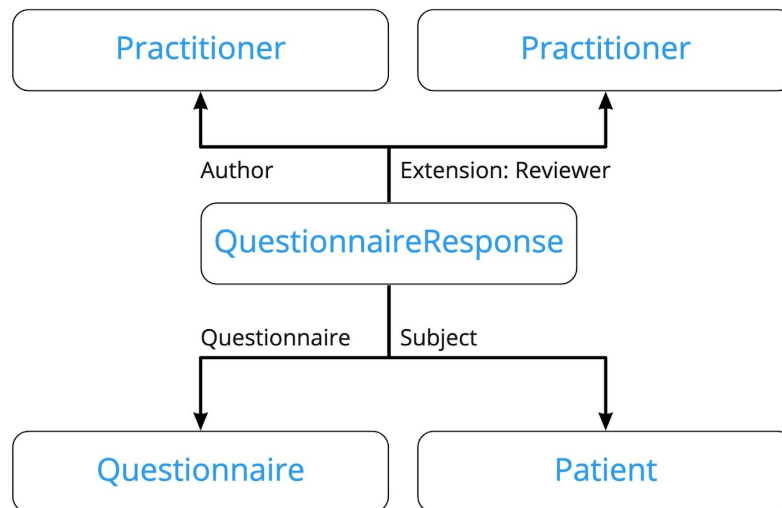 Practitioner
Practitioner
Author
Extension: Reviewer
QuestionnaireResponse
Questionnaire
Subject
Questionnaire
Patient